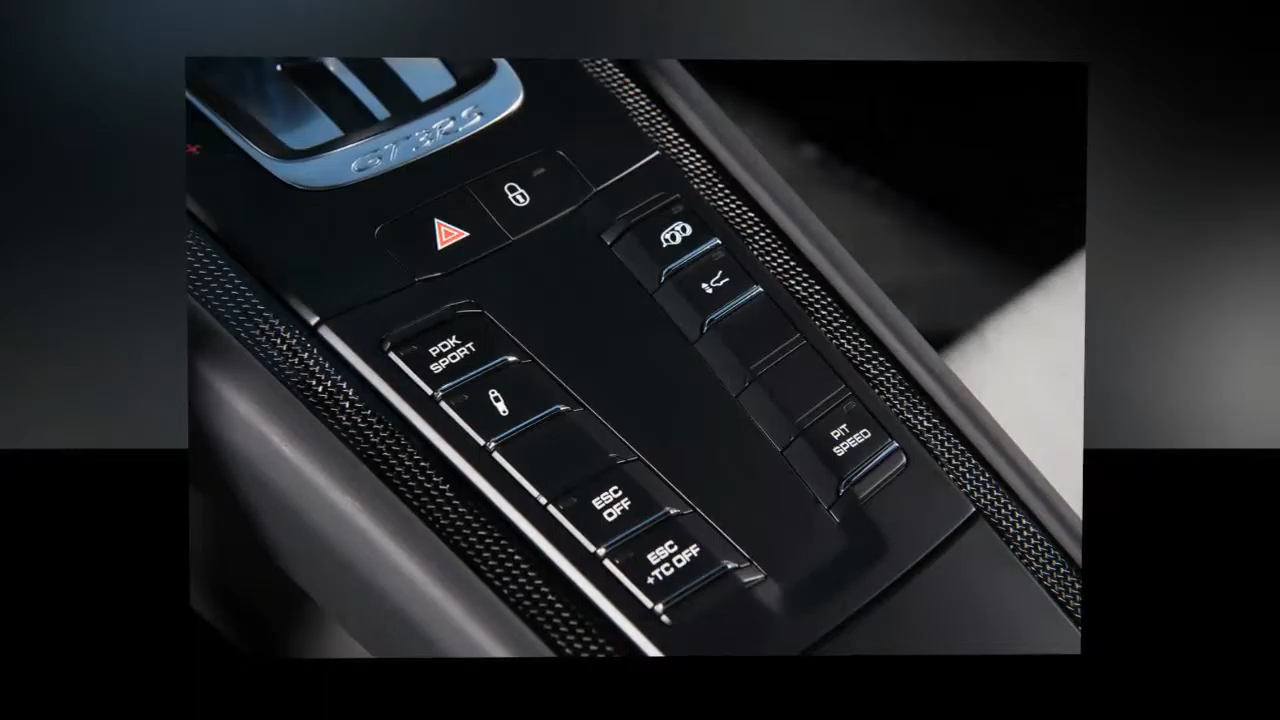 GT3RS
PDK
SPORT
ESC
OFF
ESC
+TC OFF
PIT
SPEED